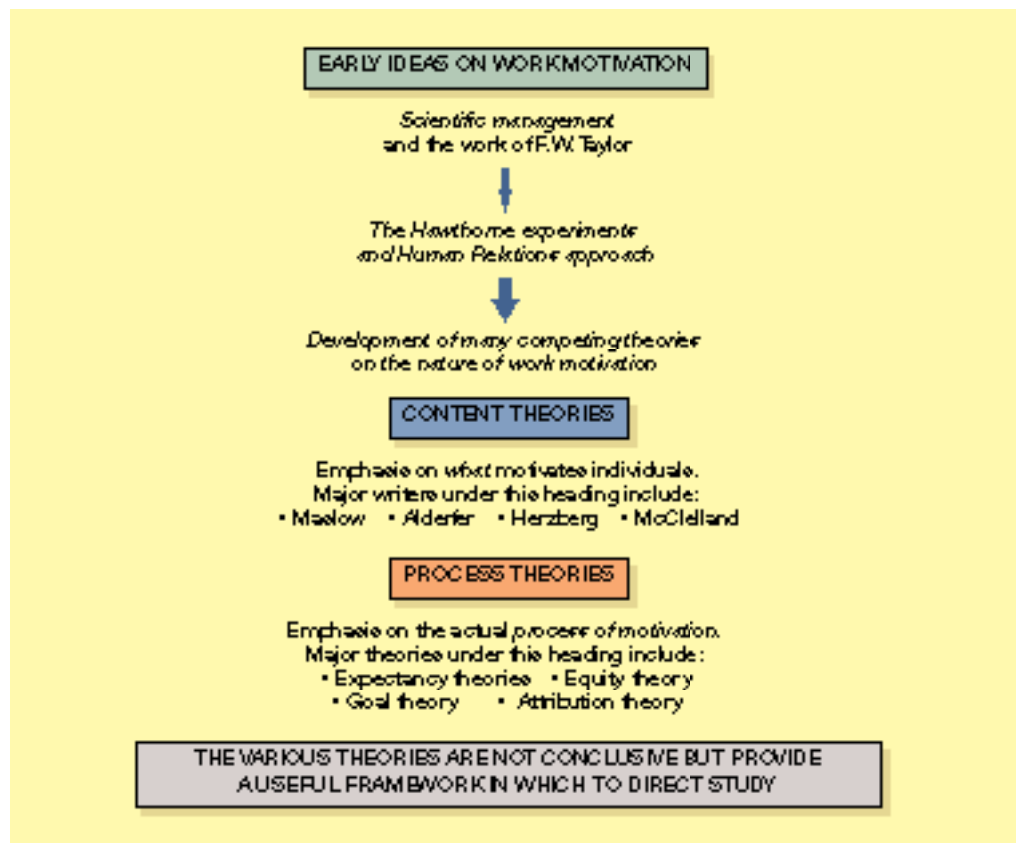 EARLY IDEAS ON WORK MOTIVATION
Scientific management
and the work of F.W. Taylor
The Hawthorne experiments
and Human Relations approach
Development of many competing theories
on the nature of work motivation
CONTENT THEORIES
Emphasis on what motivates individuals.
Major writers under this heading include:
• Maslow • Alderfer • Herzberg • McClelland
PROCESS THEORIES
Emphasis on the actual process of motivation.
Major theories under this heading include:
• Expectancy theories • Equity theory
• Goal theory • Attribution theory
THE VARIOUS THEORIES ARE NOT CONCLUSIVE BUT PROVIDE
A USEFUL FRAMEWORK IN WHICH TO DIRECT STUDY